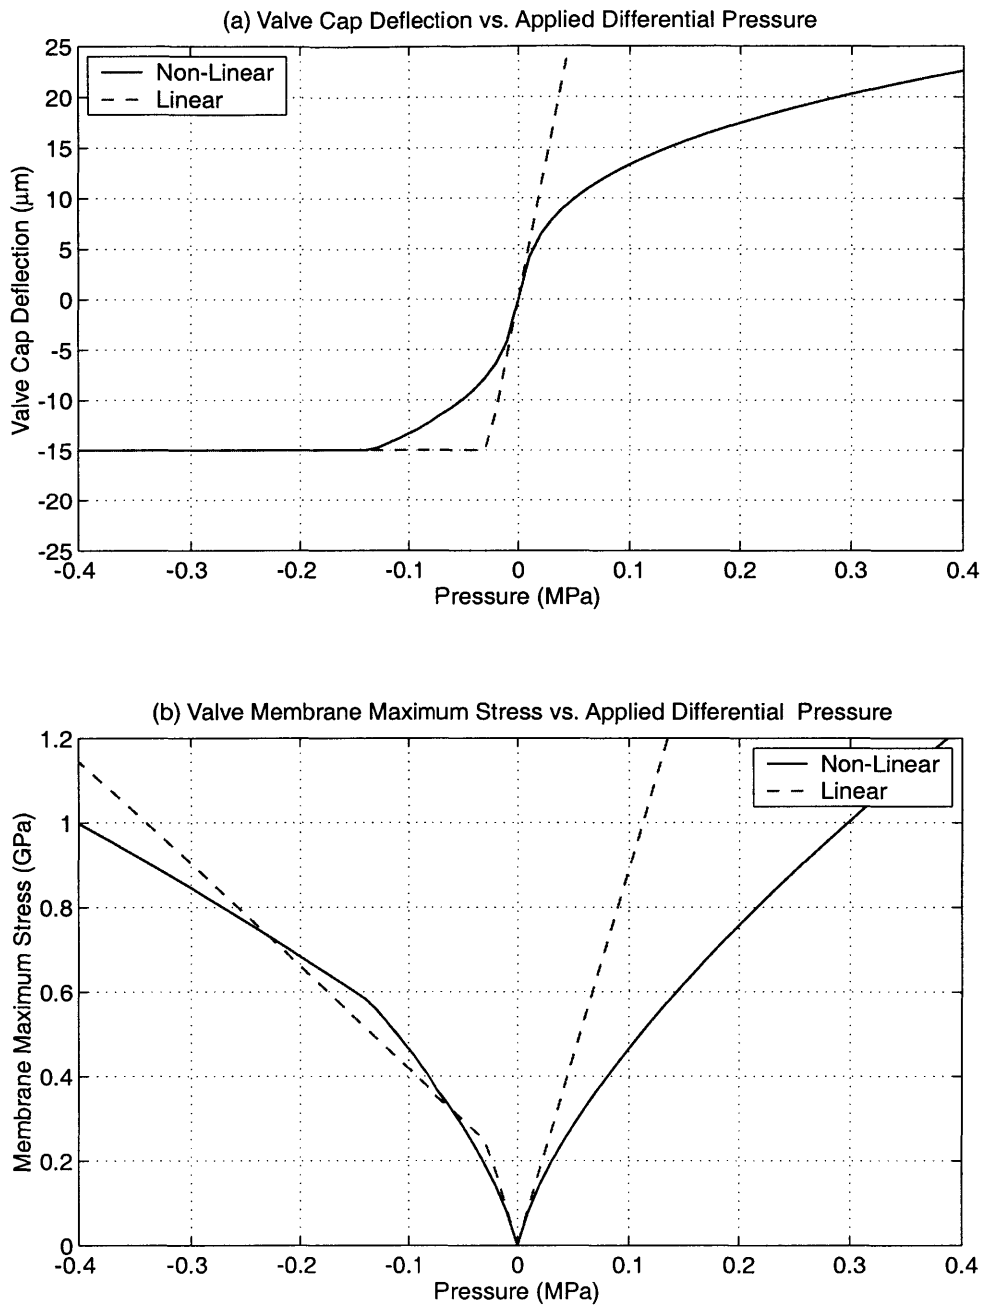 (a) Valve Cap Deflection vs. Applied Differential Pressure
25
20
15
10
5
0
-5
-10
-15
-20
-25
Valve Cap Deflection (μm)
Non-Linear
Linear
-0.4 -0.3 -0.2 -0.1 0 0.1 0.2 0.3 0.4
Pressure (MPa)
(b) Valve Membrane Maximum Stress vs. Applied Differential Pressure
1.2
1
0.8
0.6
0.4
0.2
0
Membrane Maximum Stress (GPa)
Non-Linear
Linear
-0.4 -0.3 -0.2 -0.1 0 0.1 0.2 0.3 0.4
Pressure (MPa)